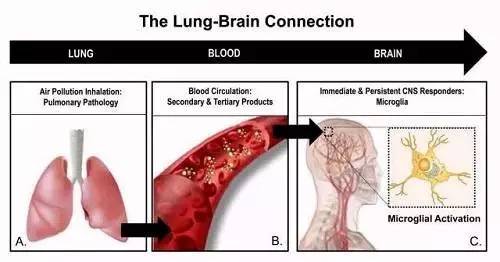 The Lung-Brain Connection
LUNG BLOOD BRAIN
Air Pollution Inhalation:
Pulmonary Pathology
A.
Blood Circulation:
Secondary & Tertiary Products
B.
Immediate & Persistent CNS Responders:
Microglia
Microglial Activation
C.